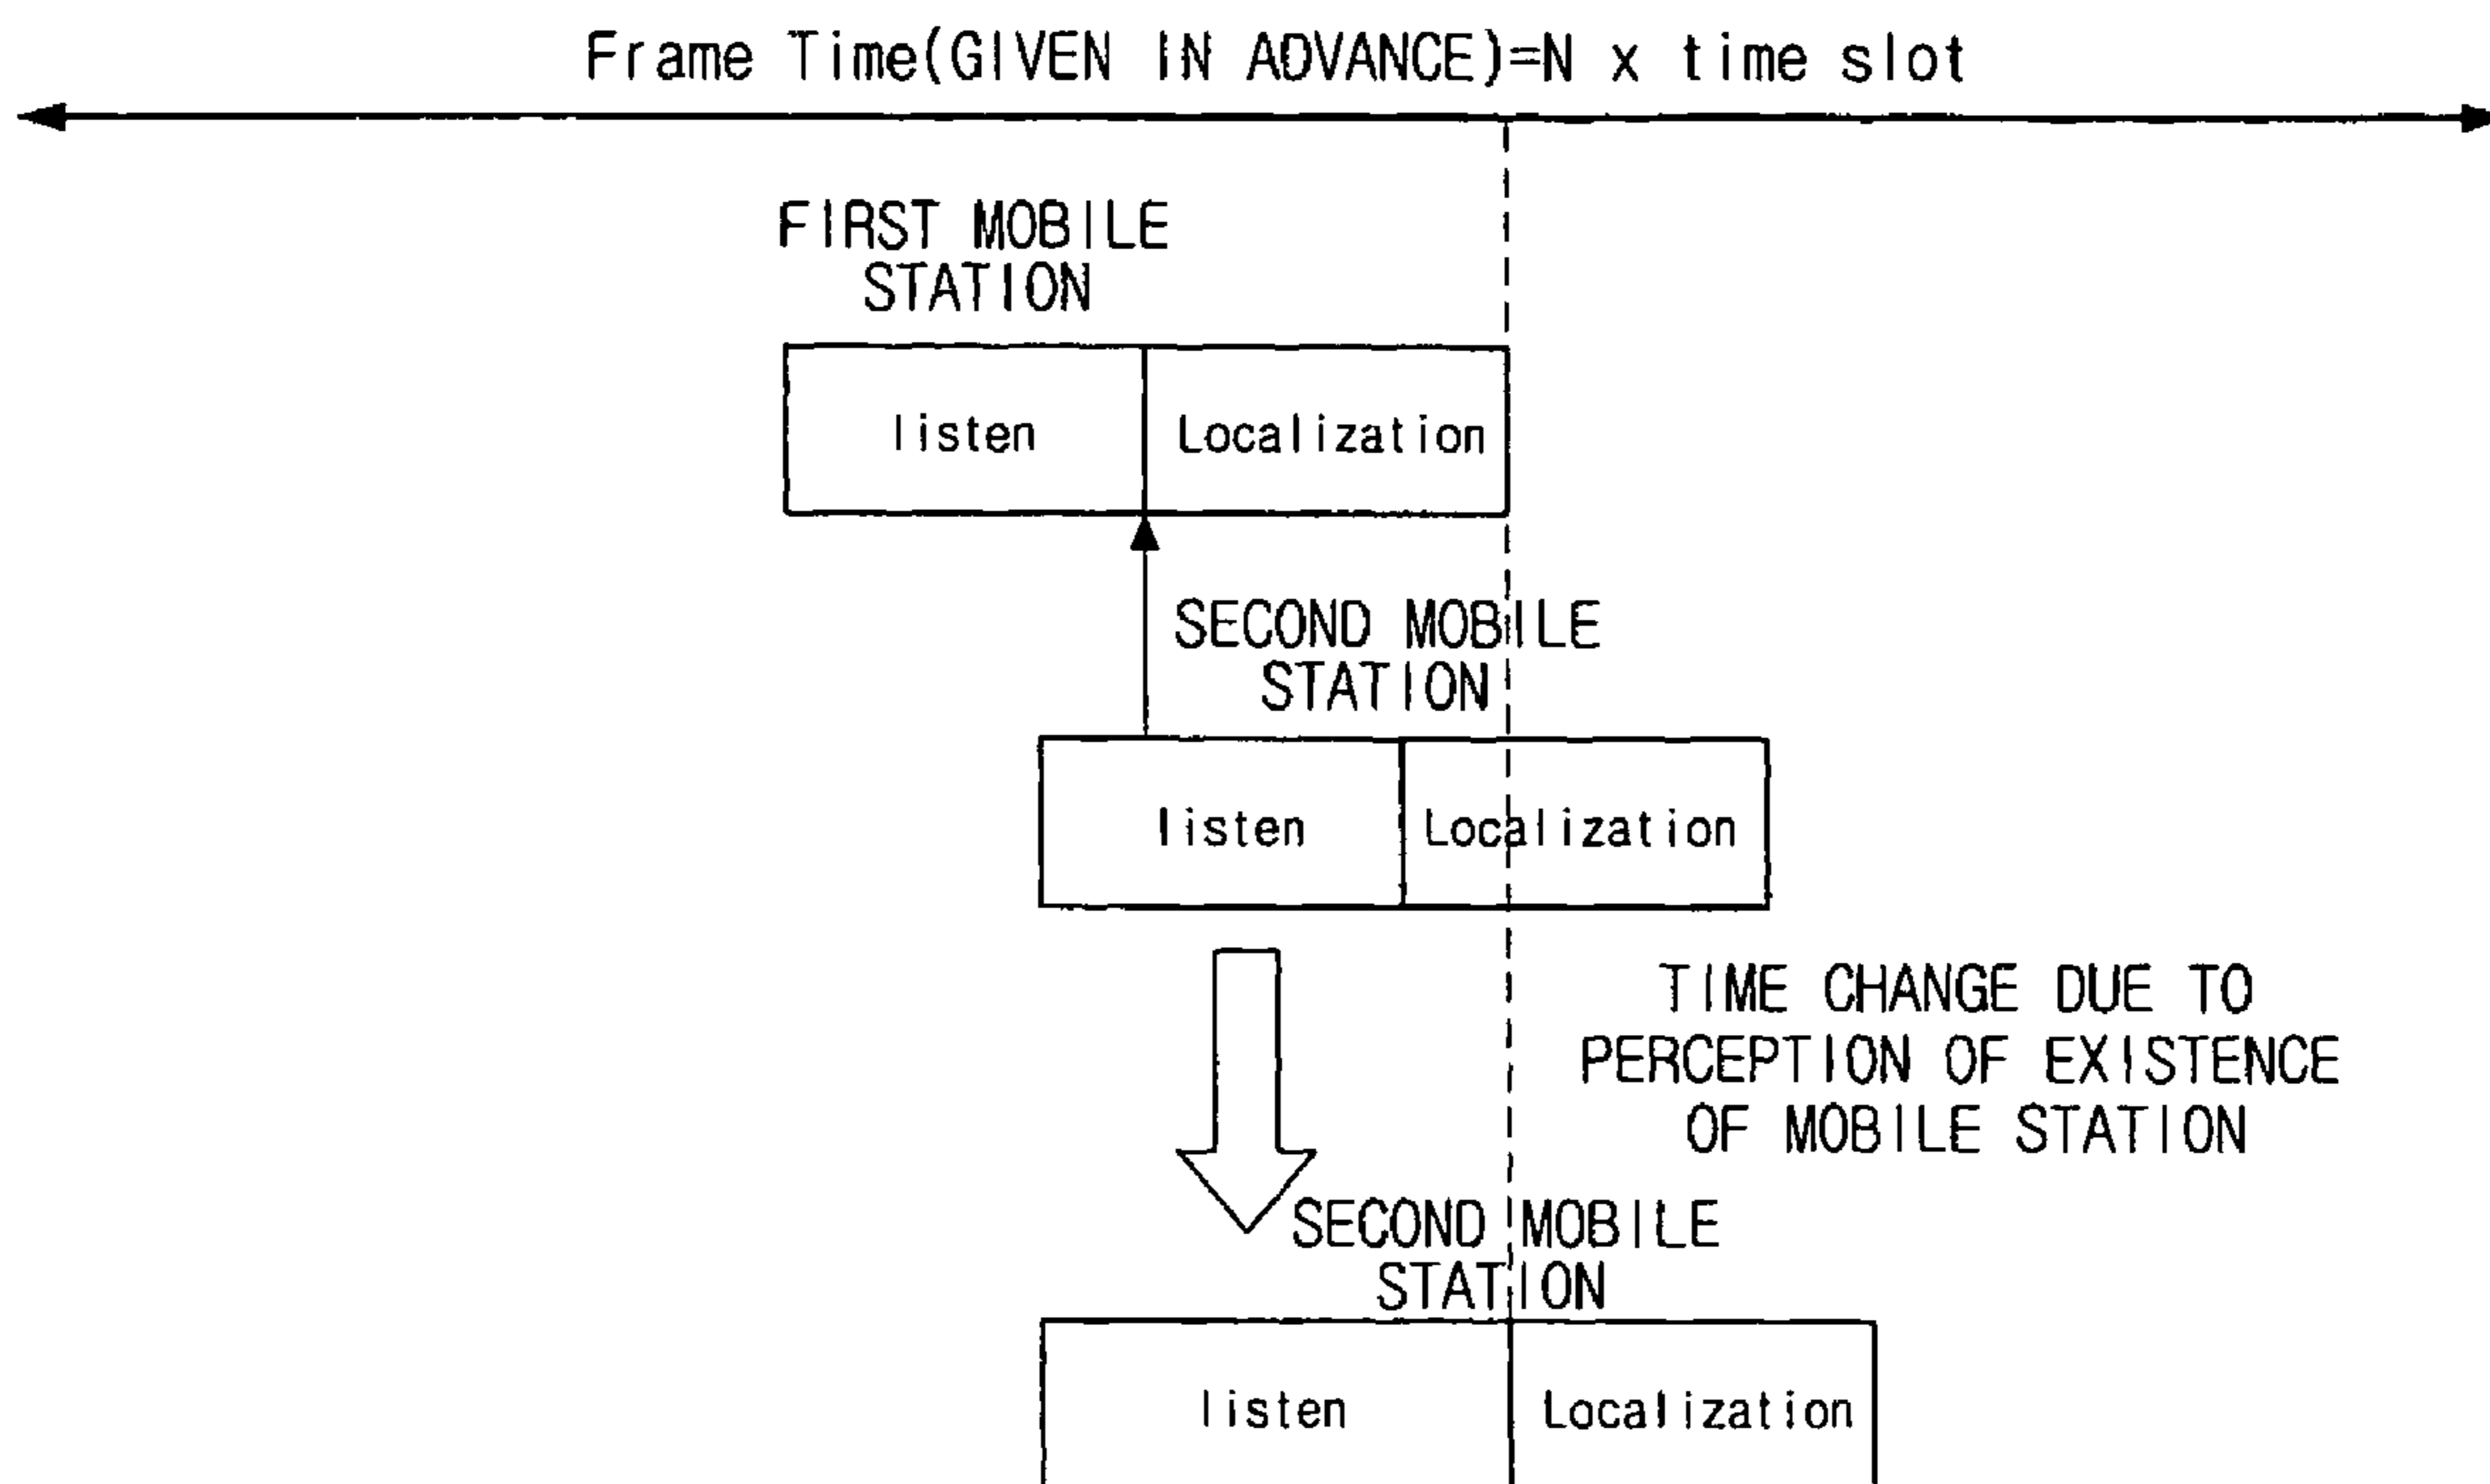 Frame Time(GIVEN IN ADVANCE)=N x time slot
FIRST MOBILE
STATION
listen
Localization
SECOND MOBILE
STATION
listen
Localization
TIME CHANGE DUE TO
PERCEPTION OF EXISTENCE
OF MOBILE STATION
SECOND MOBILE
STATION
listen
Localization